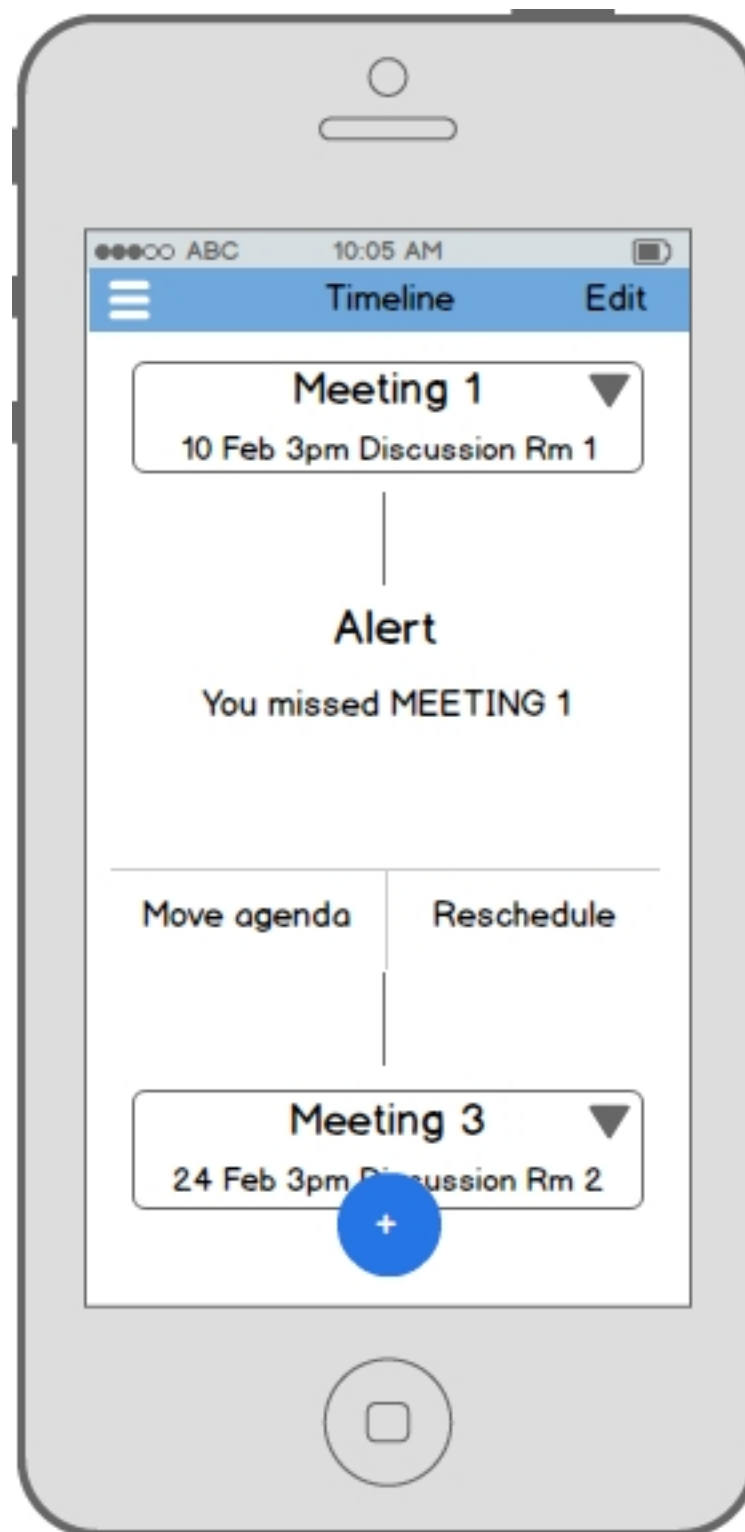 ABC 10:05 AM
Timeline Edit
Meeting 1
10 Feb 3pm Discussion Rm 1
Alert
You missed MEETING 1
Move agenda Reschedule
Meeting 3
24 Feb 3pm Discussion Rm 2
+